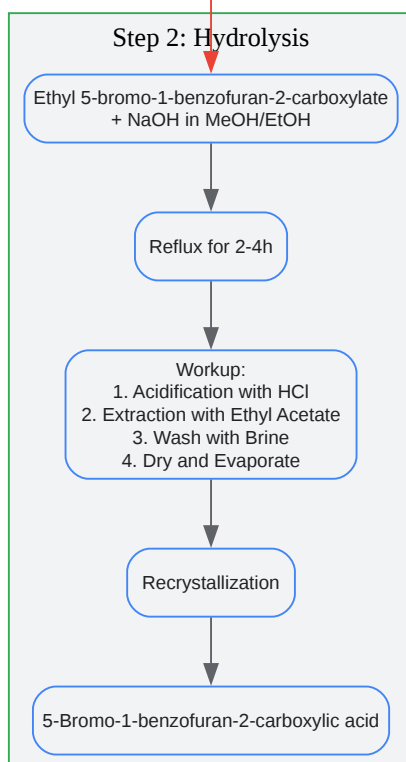 Step 2: Hydrolysis
Ethyl 5-bromo-1-benzofuran-2-carboxylate
+ NaOH in MeOH/EtOH
Reflux for 2-4h
Workup:
1. Acidification with HCl
2. Extraction with Ethyl Acetate
3. Wash with Brine
4. Dry and Evaporate
Recrystallization
5-Bromo-1-benzofuran-2-carboxylic acid